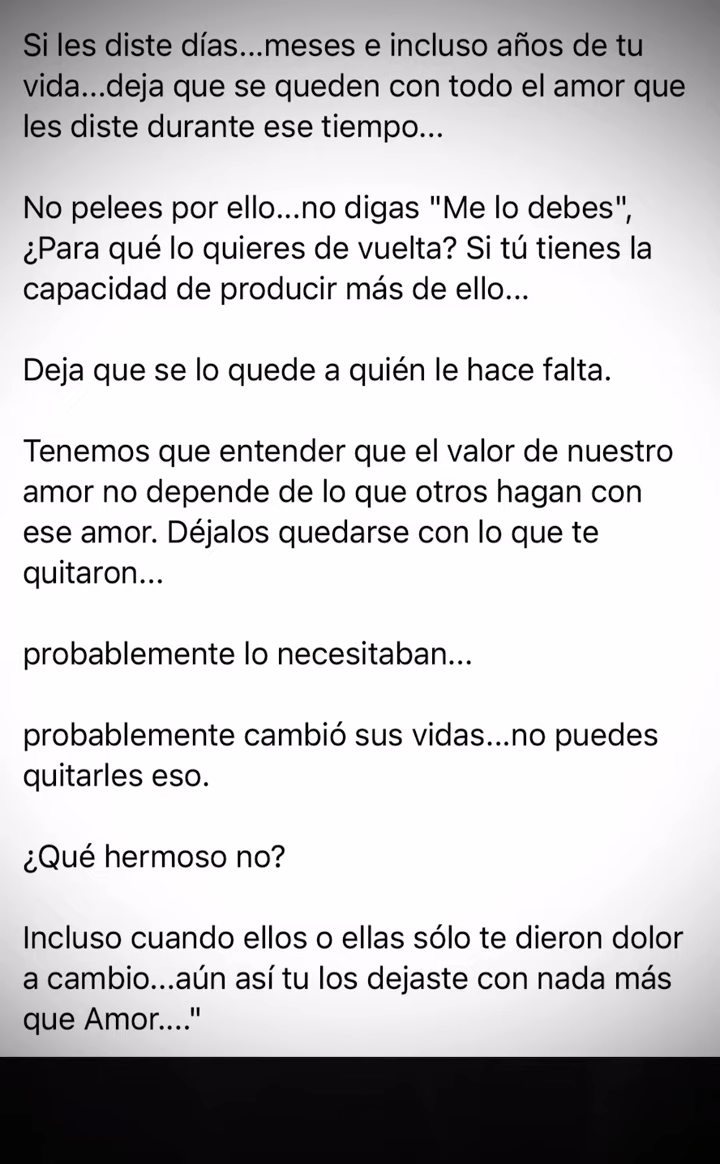 Si les diste días...meses e incluso años de tu
vida...deja que se queden con todo el amor que
les diste durante ese tiempo...
No pelees por ello...no digas "Me lo debes",
¿Para qué lo quieres de vuelta? Si tú tienes la
capacidad de producir más de ello...
Deja que se lo quede a quién le hace falta.
Tenemos que entender que el valor de nuestro
amor no depende de lo que otros hagan con
ese amor. Déjalos quedarse con lo que te
quitaron...
probablemente lo necesitaban...
probablemente cambió sus vidas...no puedes
quitarles eso.
¿Qué hermoso no?
Incluso cuando ellos o ellas sólo te dieron dolor
a cambio...aún así tu los dejaste con nada más
que Amor...."